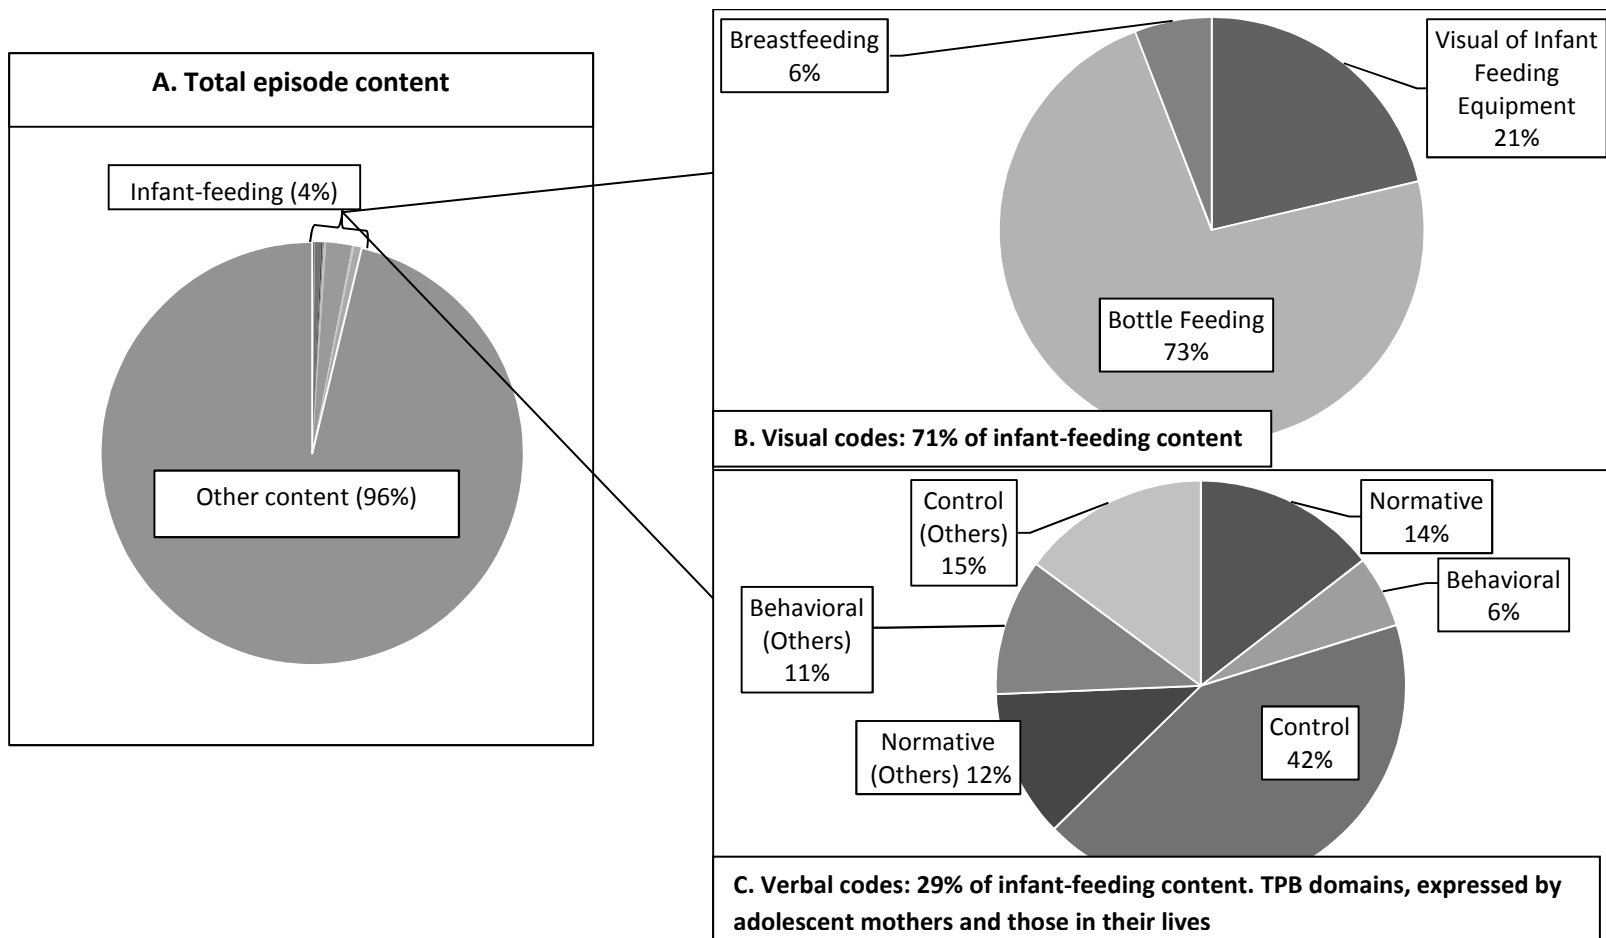 A. Total episode content
Infant-feeding (4%)
Other content (96%)
Breastfeeding
6%
Visual of Infant
Feeding
Equipment
21%
Bottle Feeding
73%
B. Visual codes: 71% of infant-feeding content
Control
(Others)
15%
Normative
14%
Behavioral
6%
Behavioral
(Others)
11%
Normative
(Others) 12%
Control
42%
C. Verbal codes: 29% of infant-feeding content. TPB domains, expressed by
adolescent mothers and those in their lives